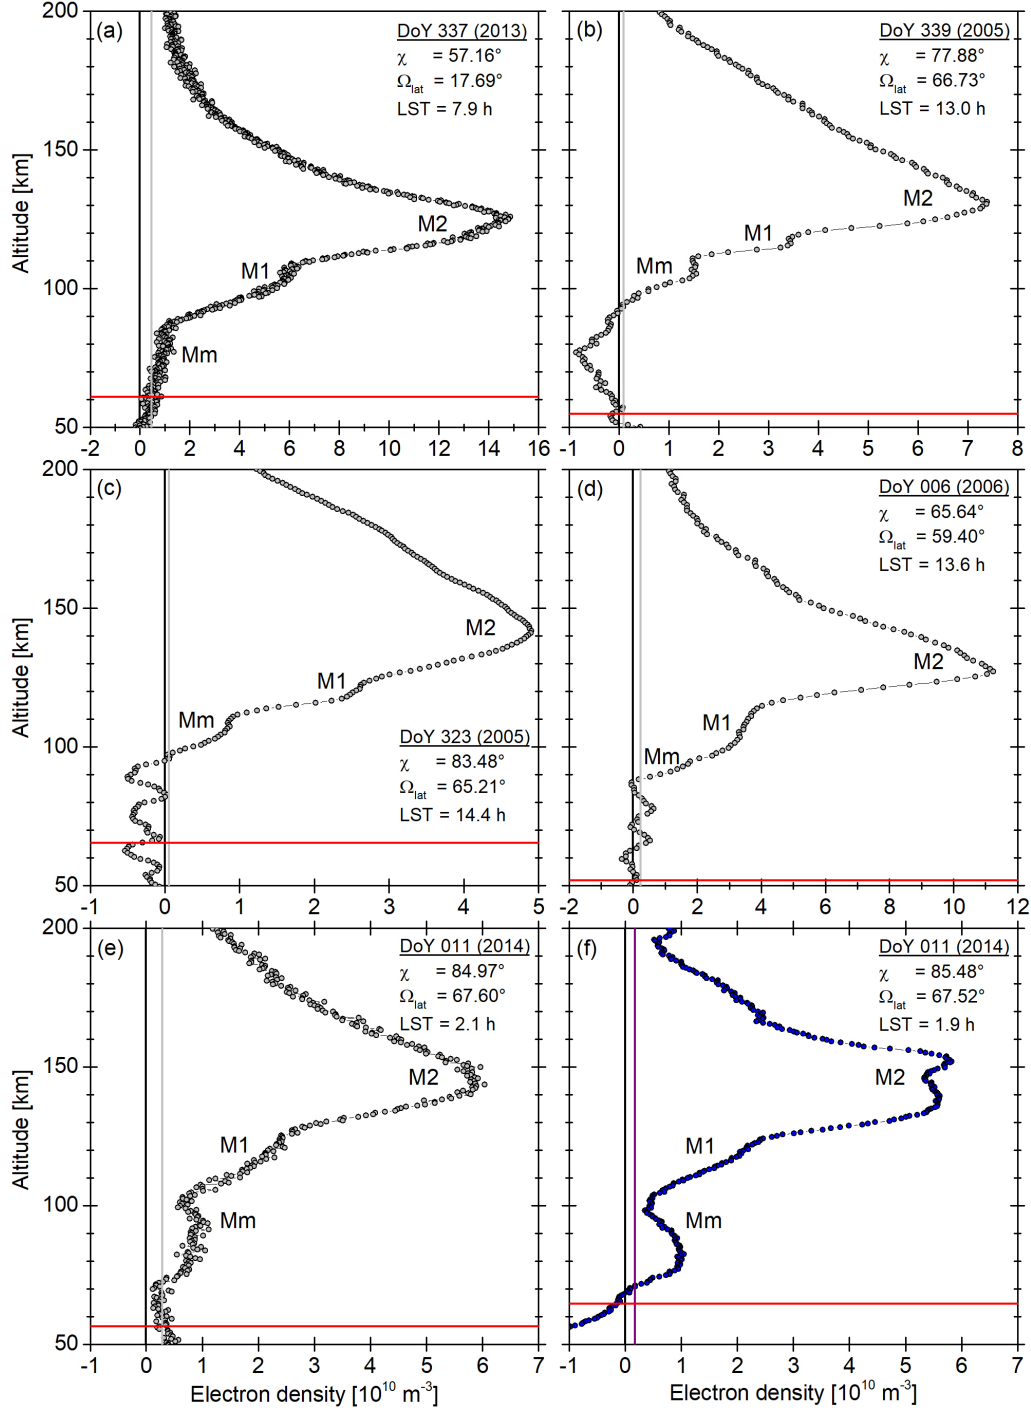 (a)
DoY 337 (2013)
χ = 57.16°
Ωlat = 17.69°
LST = 7.9 h
M2
M1
Mm
200
150
100
50
Altitude [km]
-2 0 2 4 6 8 10 12 14 16
(b)
DoY 339 (2005)
χ = 77.88°
Ωlat = 66.73°
LST = 13.0 h
M2
M1
Mm
-1 0 1 2 3 4 5 6 7 8
(c)
M2
M1
Mm
DoY 323 (2005)
χ = 83.48°
Ωlat = 65.21°
LST = 14.4 h
200
150
100
50
Altitude [km]
-1 0 1 2 3 4 5
(d)
DoY 006 (2006)
χ = 65.64°
Ωlat = 59.40°
LST = 13.6 h
M2
M1
Mm
-2 0 2 4 6 8 10 12
(e)
DoY 011 (2014)
χ = 84.97°
Ωlat = 67.60°
LST = 2.1 h
M2
M1
Mm
200
150
100
50
Altitude [km]
-1 0 1 2 3 4 5 6 7
Electron density [10¹⁰ m⁻³]
(f)
DoY 011 (2014)
χ = 85.48°
Ωlat = 67.52°
LST = 1.9 h
M2
M1
Mm
-1 0 1 2 3 4 5 6 7
Electron density [10¹⁰ m⁻³]